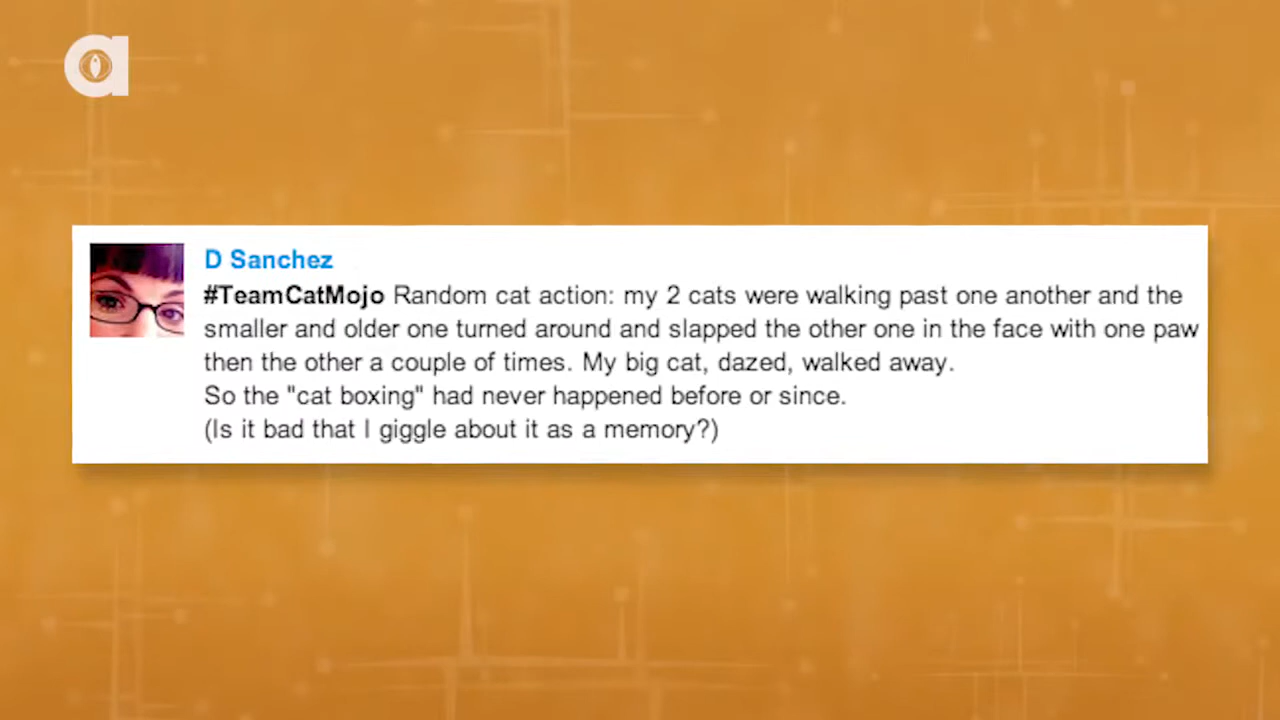 a
D Sanchez
#TeamCatMojo Random cat action: my 2 cats were walking past one another and the
smaller and older one turned around and slapped the other one in the face with one paw
then the other a couple of times. My big cat, dazed, walked away.
So the "cat boxing" had never happened before or since.
(Is it bad that I giggle about it as a memory?)